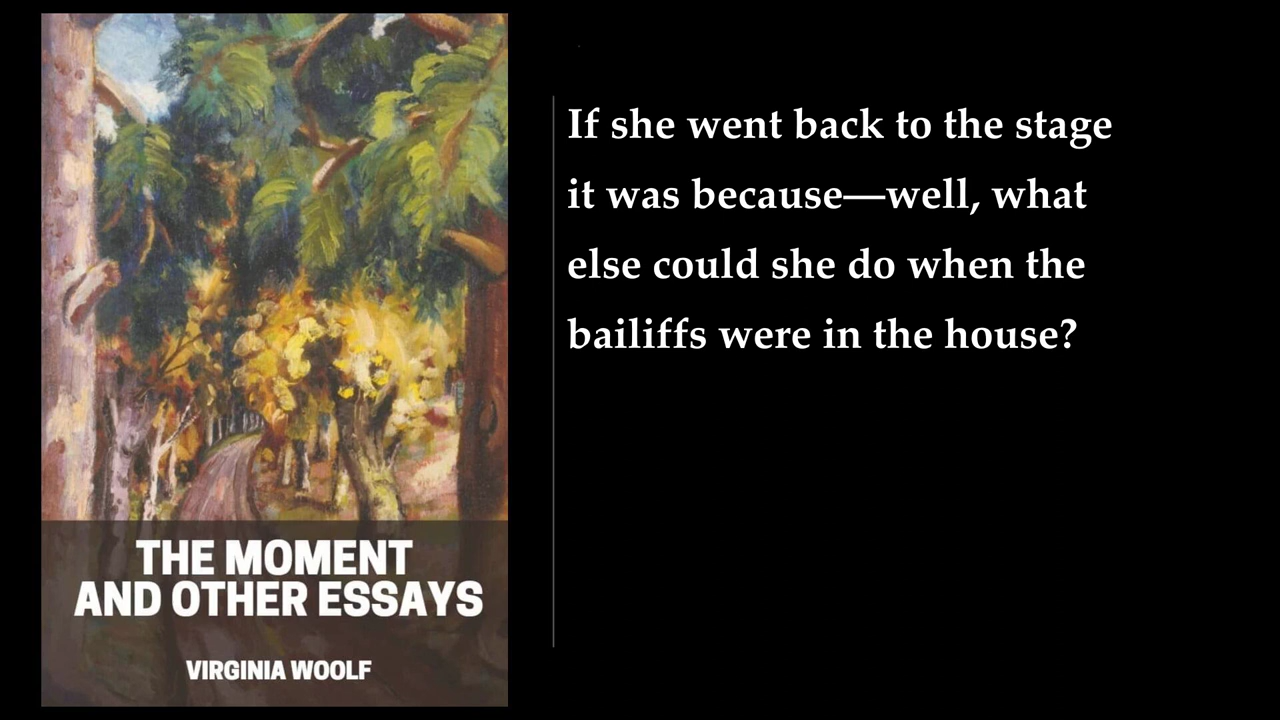 THE MOMENT
AND OTHER ESSAYS
VIRGINIA WOOLF
If she went back to the stage
it was because—well, what
else could she do when the
bailiffs were in the house?